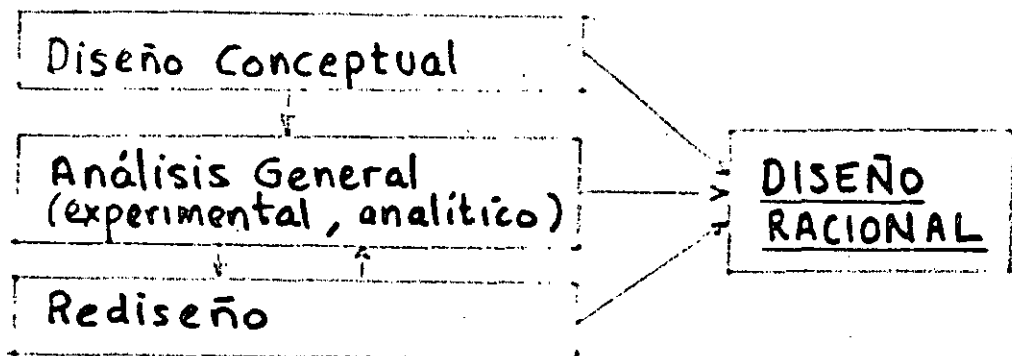 Diseño Conceptual
Análisis General
(experimental, analítico)
Rediseño
DISEÑO
RACIONAL